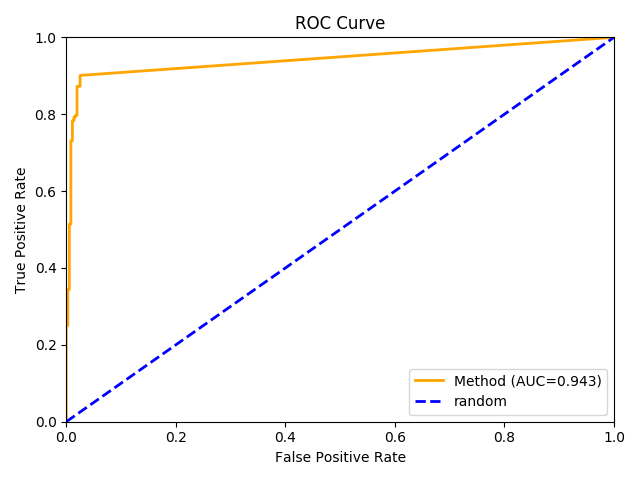 ROC Curve
True Positive Rate
1.0
0.8
0.6
0.4
0.2
0.0
Method (AUC=0.943)
random
0.0 0.2 0.4 0.6 0.8 1.0
False Positive Rate